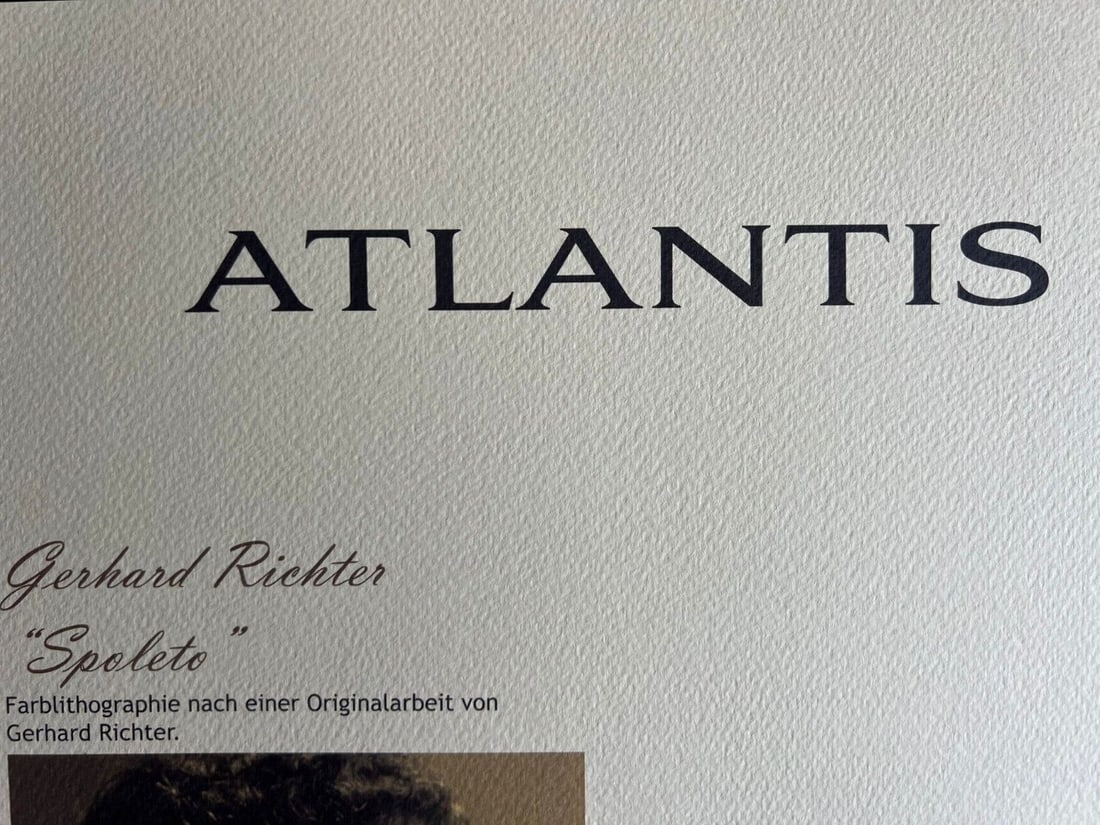 ATLANTIS
Gerhard Richter
“Spoleto”
Farblithographie nach einer Originalarbeit von
Gerhard Richter.